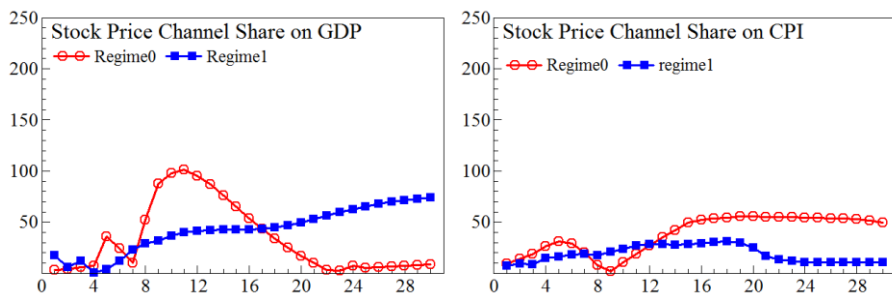 Stock Price Channel Share on GDP
Regime0 Regime1
250
200
150
100
50
0 4 8 12 16 20 24 28
Stock Price Channel Share on CPI
Regime0 regime1
250
200
150
100
50
0 4 8 12 16 20 24 28